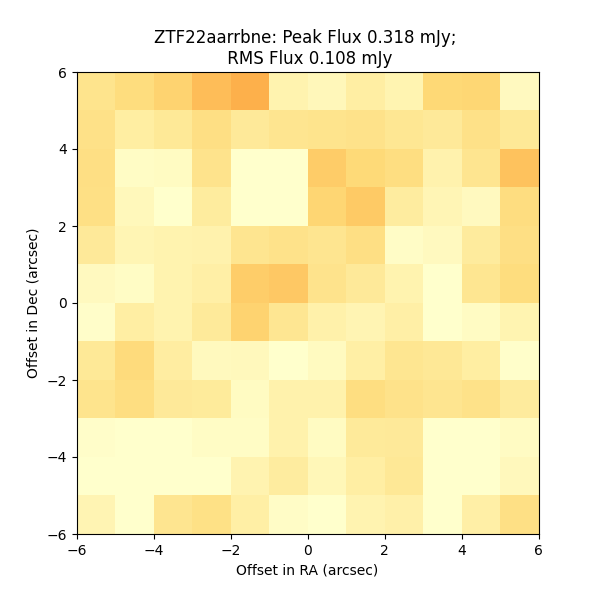 ZTF22aarrbne: Peak Flux 0.318 mJy;
RMS Flux 0.108 mJy
6
4
2
0
−2
−4
−6
Offset in Dec (arcsec)
−6 −4 −2 0 2 4 6
Offset in RA (arcsec)